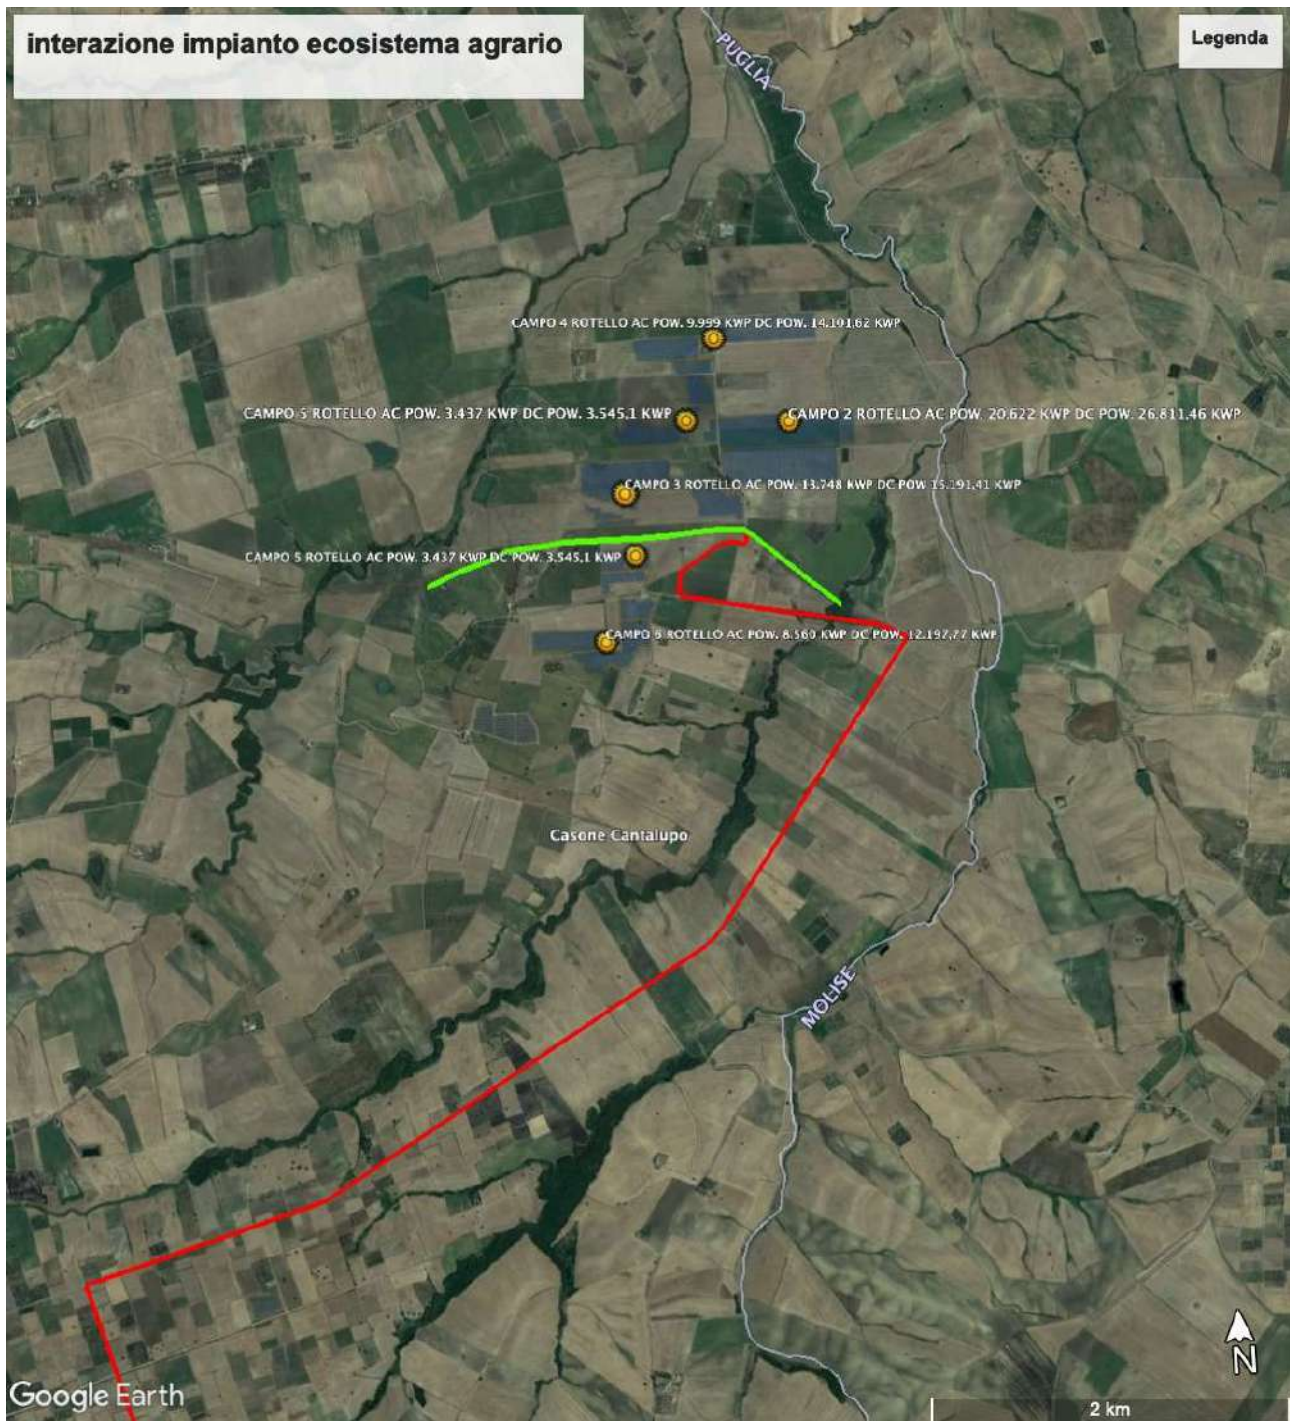 interazione impianto ecosistema agrario
Legenda
PUGLIA
CAMPO 4 ROTELLO AC POW. 9.999 KWP DC POW. 14.191,62 KWP
CAMPO 5 ROTELLO AC POW. 3.437 KWP DC POW. 3.545,1 KWP
CAMPO 2 ROTELLO AC POW. 20.622 KWP DC POW. 26.811,46 KWP
CAMPO 3 ROTELLO AC POW. 13.748 KWP DC POW 15.191,41 KWP
CAMPO 5 ROTELLO AC POW. 3.437 KWP DC POW. 3.545,1 KWP
CAMPO 6 ROTELLO AC POW. 8.560 KWP DC POW. 12.197,77 KWP
Casone Cantalupo
MOLISE
N
Google Earth
2 km